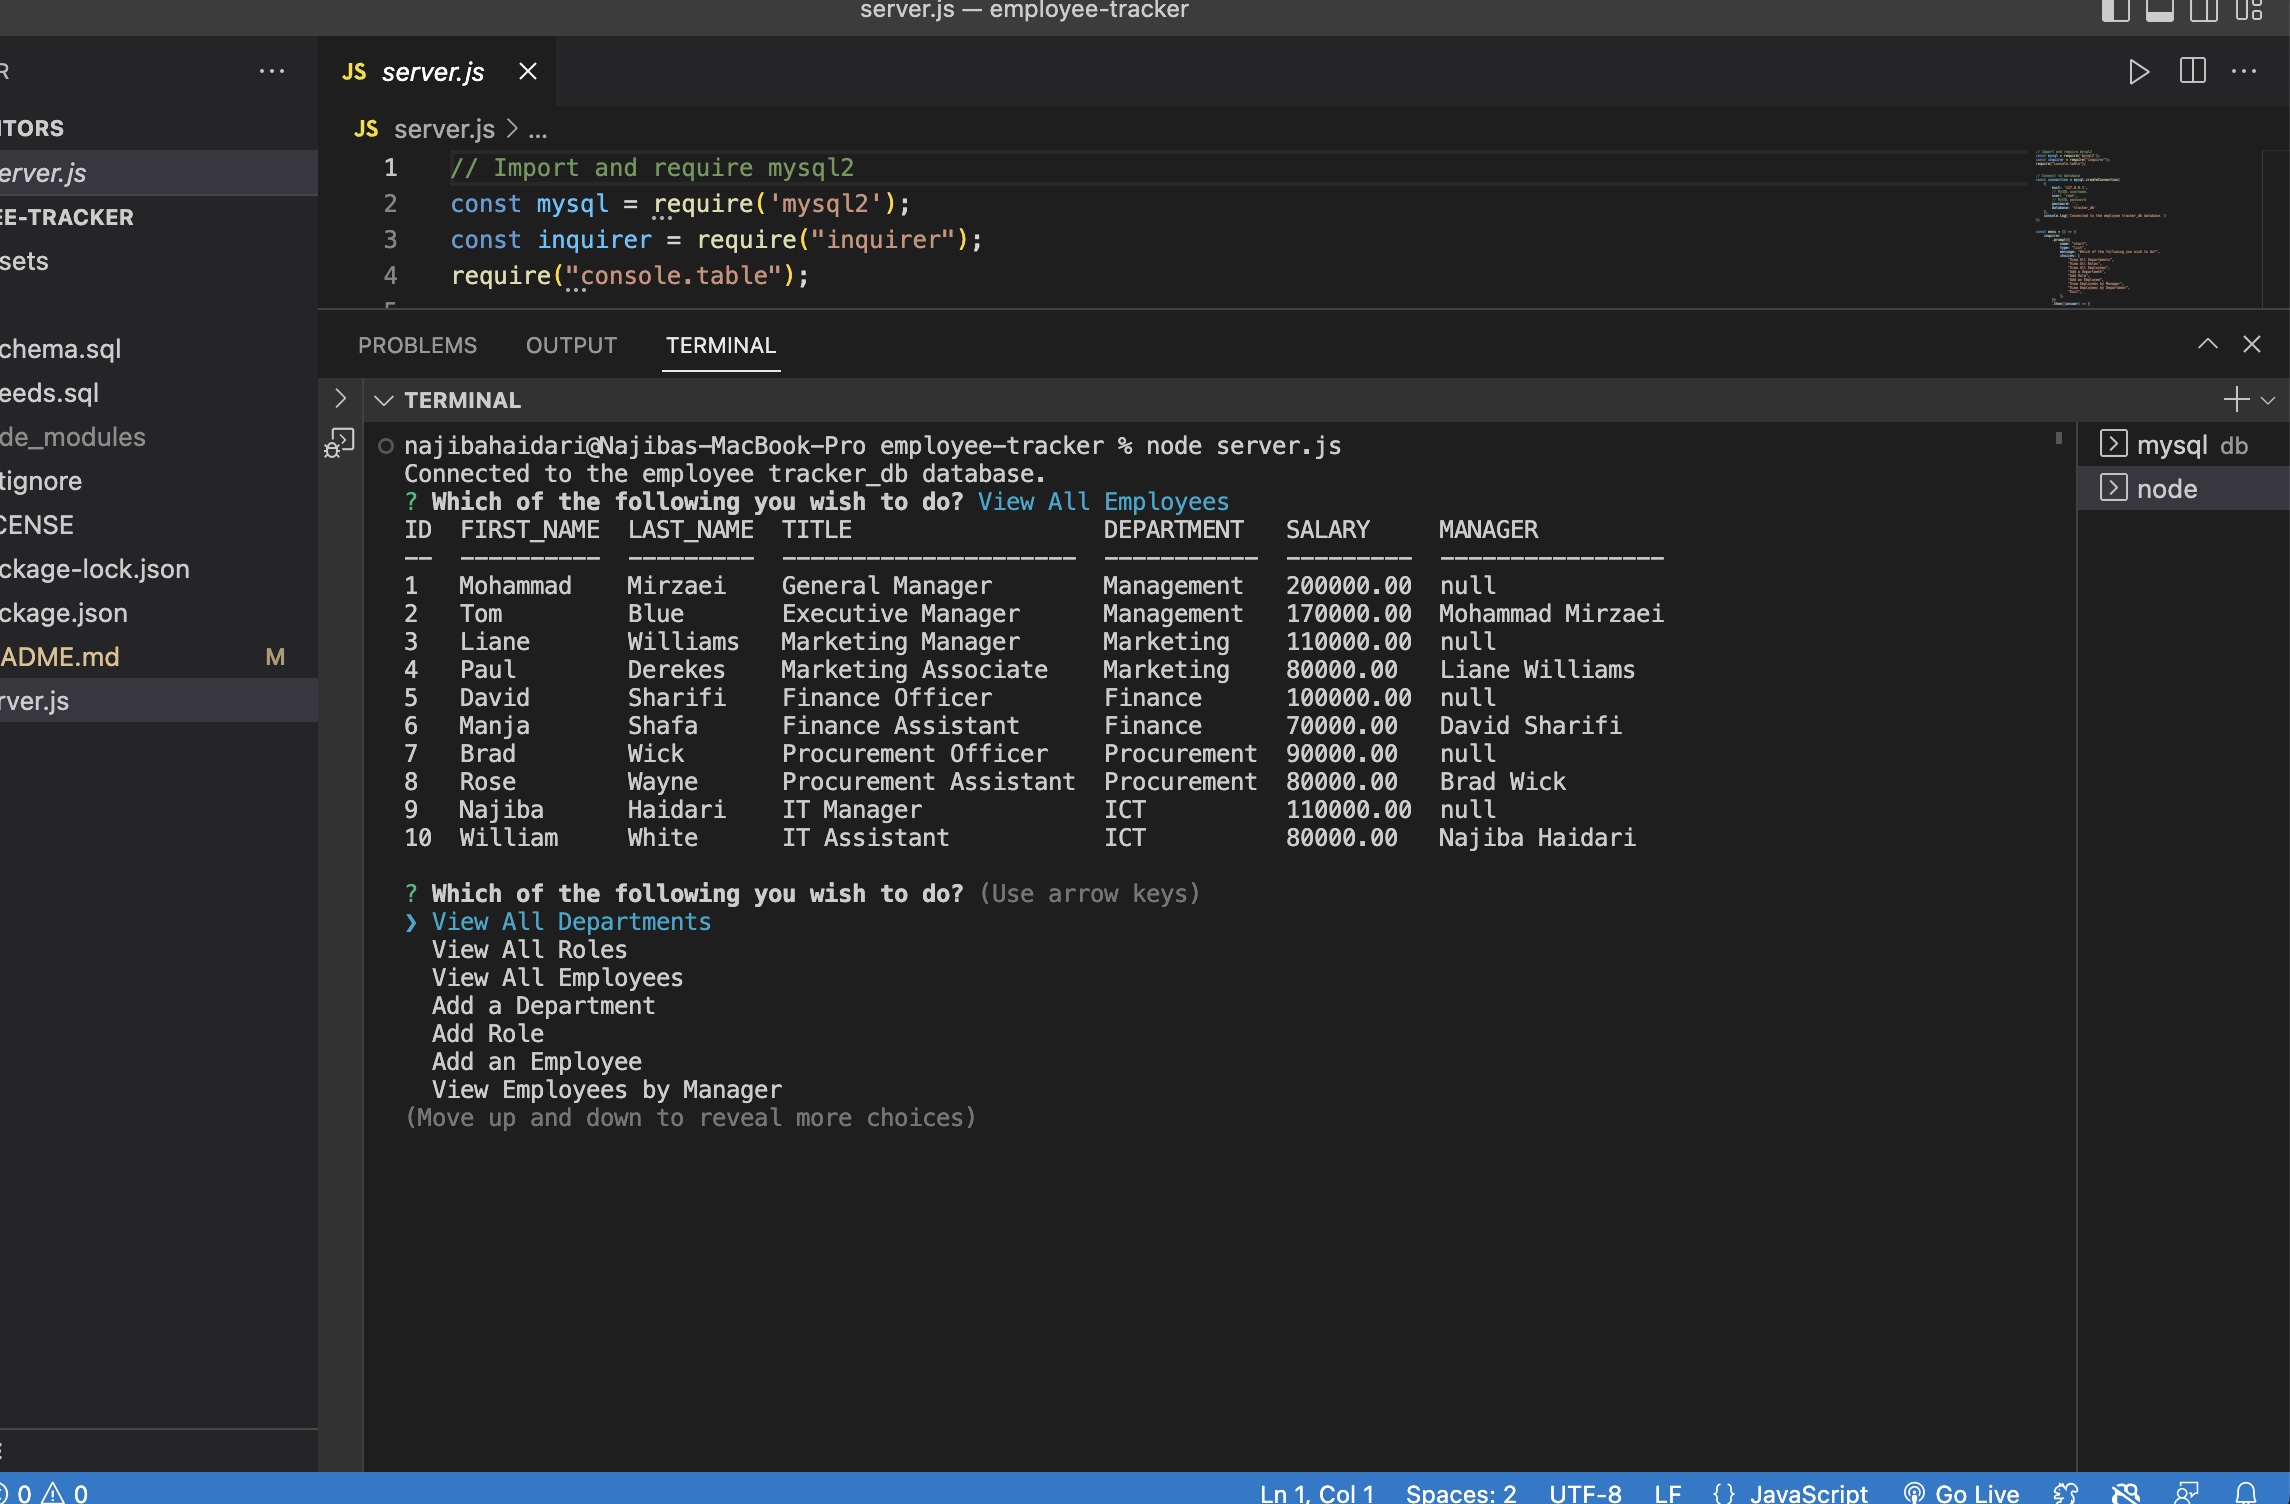 server.js — employee-tracker
R
...
JS server.js
ITORS
JS server.js > ...
erver.js
EE-TRACKER
sets
chema.sql
eeds.sql
de_modules
tignore
CENSE
ckage-lock.json
ckage.json
ADME.md M
rver.js
1 // Import and require mysql2
2 const mysql = require('mysql2');
3 const inquirer = require("inquirer");
4 require("console.table");
PROBLEMS OUTPUT TERMINAL
TERMINAL
najibahaidari@Najibas-MacBook-Pro employee-tracker % node server.js
Connected to the employee tracker_db database.
? Which of the following you wish to do? View All Employees
ID FIRST_NAME LAST_NAME TITLE DEPARTMENT SALARY MANAGER
-- ---------- --------- --------------------- ----------- --------- ----------------
1 Mohammad Mirzaei General Manager Management 200000.00 null
2 Tom Blue Executive Manager Management 170000.00 Mohammad Mirzaei
3 Liane Williams Marketing Manager Marketing 110000.00 null
4 Paul Derekes Marketing Associate Marketing 80000.00 Liane Williams
5 David Sharifi Finance Officer Finance 100000.00 null
6 Manja Shafa Finance Assistant Finance 70000.00 David Sharifi
7 Brad Wick Procurement Officer Procurement 90000.00 null
8 Rose Wayne Procurement Assistant Procurement 80000.00 Brad Wick
9 Najiba Haidari IT Manager ICT 110000.00 null
10 William White IT Assistant ICT 80000.00 Najiba Haidari
? Which of the following you wish to do? (Use arrow keys)
❯ View All Departments
View All Roles
View All Employees
Add a Department
Add Role
Add an Employee
View Employees by Manager
(Move up and down to reveal more choices)
mysql db
node
0 0
Ln 1, Col 1 Spaces: 2 UTF-8 LF {} JavaScript Go Live